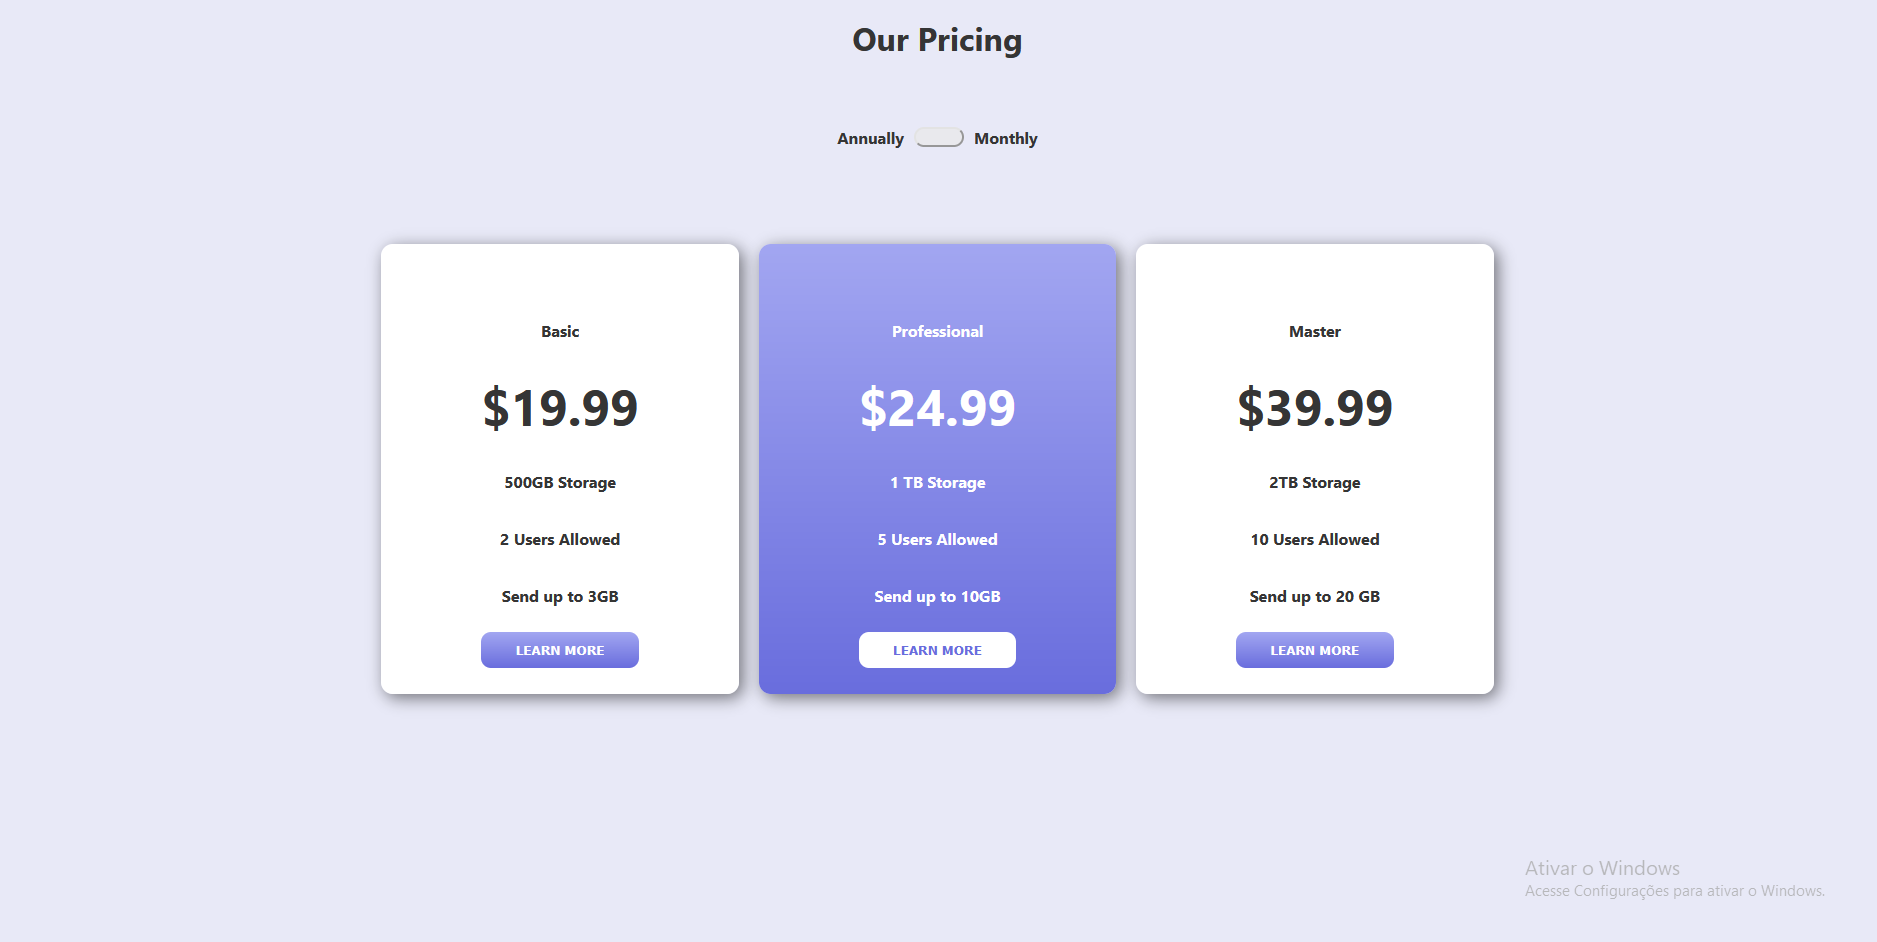 Our Pricing
Annually Monthly
Basic
$19.99
500GB Storage
2 Users Allowed
Send up to 3GB
LEARN MORE
Professional
$24.99
1 TB Storage
5 Users Allowed
Send up to 10GB
LEARN MORE
Master
$39.99
2TB Storage
10 Users Allowed
Send up to 20 GB
LEARN MORE
Ativar o Windows
Acesse Configurações para ativar o Windows.